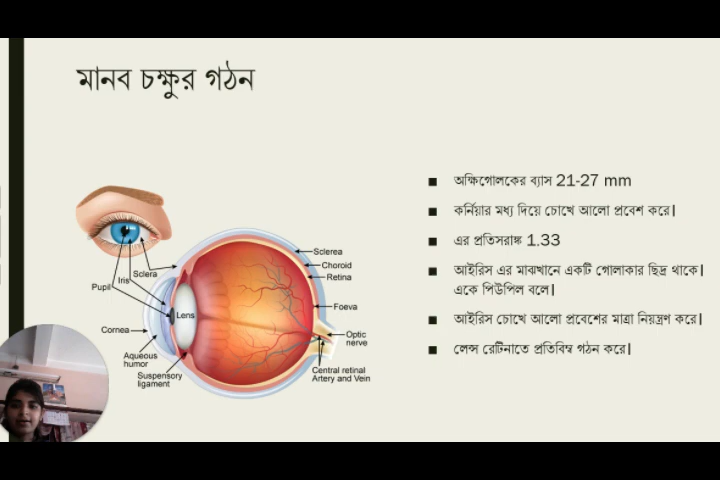 মানব চক্ষুর গঠন
অক্ষিগোলকের ব্যাস 21-27 mm
কর্নিয়ার মধ্য দিয়ে চোখে আলো প্রবেশ করে।
এর প্রতিসরাঙ্ক 1.33
আইরিস এর মাঝখানে একটি গোলাকার ছিদ্র থাকে।
একে পিউপিল বলে।
আইরিস চোখে আলো প্রবেশের মাত্রা নিয়ন্ত্রণ করে।
লেন্স রেটিনাতে প্রতিবিম্ব গঠন করে।
Sclera
Iris
Pupil
Sclerea
Choroid
Retina
Foeva
Lens
Cornea
Optic
nerve
Aqueous
humor
Suspensory
ligament
Central retinal
Artery and Vein